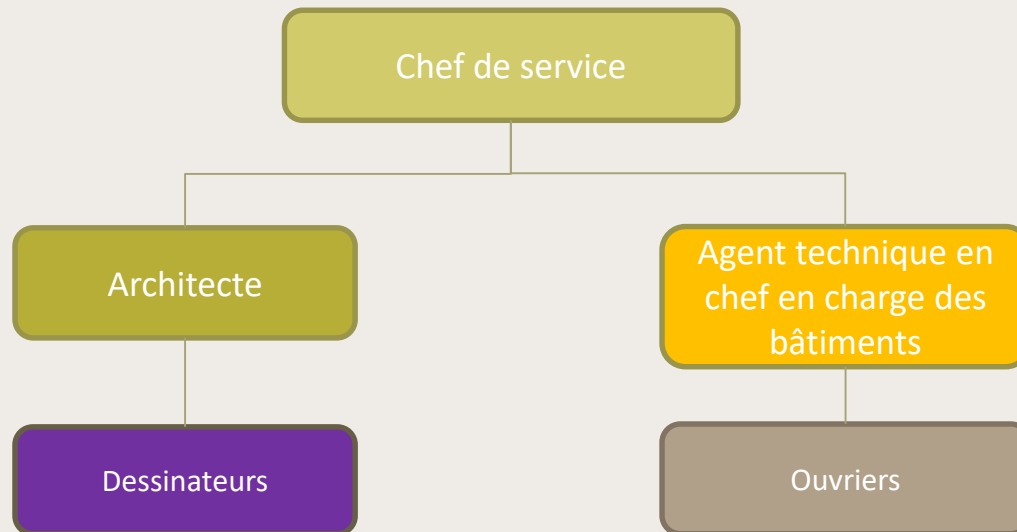 Chef de service
Architecte
Agent technique en
chef en charge des
bâtiments
Dessinateurs
Ouvriers